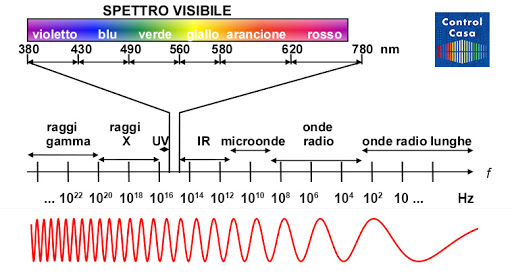 SPETTRO VISIBILE
violetto blu verde giallo arancione rosso
380 430 490 560 580 620 780 nm
Control
Casa
raggi gamma
raggi X
UV
IR
microonde
onde radio
onde radio lunghe
f
... 10²² 10²⁰ 10¹⁸ 10¹⁶ 10¹⁴ 10¹² 10¹⁰ 10⁸ 10⁶ 10⁴ 10² 10 ... Hz